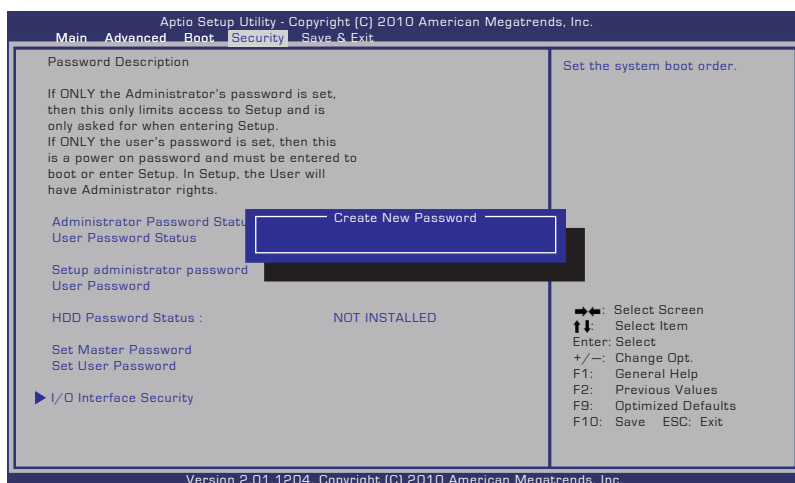 Aptio Setup Utility - Copyright (C) 2010 American Megatrends, Inc.
Main Advanced Boot Security Save & Exit
Password Description
If ONLY the Administrator's password is set,
then this only limits access to Setup and is
only asked for when entering Setup.
If ONLY the user's password is set, then this
is a power on password and must be entered to
boot or enter Setup. In Setup, the User will
have Administrator rights.
Administrator Password Statu
User Password Status
Create New Password
Setup administrator password
User Password
HDD Password Status : NOT INSTALLED
Set Master Password
Set User Password
I/O Interface Security
Set the system boot order.
→←: Select Screen
↑↓: Select Item
Enter: Select
+/—: Change Opt.
F1: General Help
F2: Previous Values
F9: Optimized Defaults
F10: Save ESC: Exit
Version 2.01.1204. Copyright (C) 2010 American Megatrends, Inc.